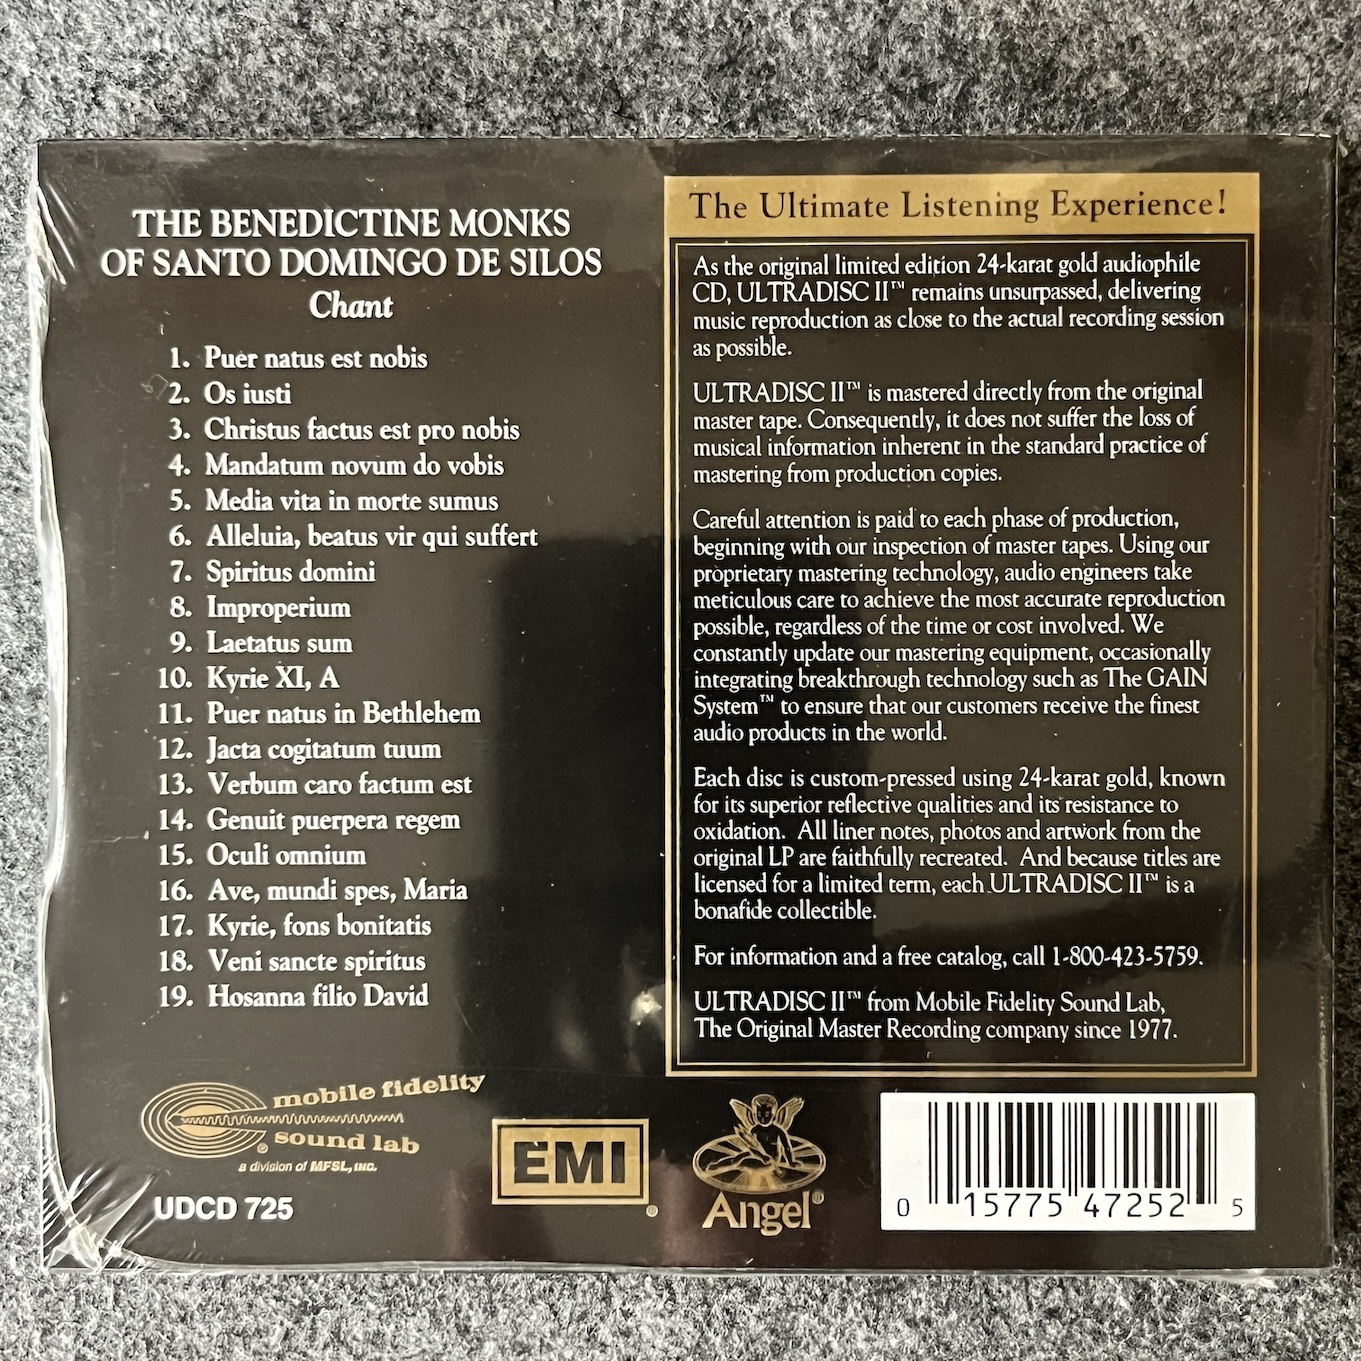 THE BENEDICTINE MONKS
OF SANTO DOMINGO DE SILOS
Chant
1. Puer natus est nobis
2. Os iusti
3. Christus factus est pro nobis
4. Mandatum novum do vobis
5. Media vita in morte sumus
6. Alleluia, beatus vir qui suffert
7. Spiritus domini
8. Improperium
9. Laetatus sum
10. Kyrie XI, A
11. Puer natus in Bethlehem
12. Jacta cogitatum tuum
13. Verbum caro factum est
14. Genuit puerpera regem
15. Oculi omnium
16. Ave, mundi spes, Maria
17. Kyrie, fons bonitatis
18. Veni sancte spiritus
19. Hosanna filio David
mobile fidelity
sound lab
®
a division of MFSL, INC.
UDCD 725
EMI
®
Angel®
The Ultimate Listening Experience!
As the original limited edition 24-karat gold audiophile
CD, ULTRADISC II™ remains unsurpassed, delivering
music reproduction as close to the actual recording session
as possible.
ULTRADISC II™ is mastered directly from the original
master tape. Consequently, it does not suffer the loss of
musical information inherent in the standard practice of
mastering from production copies.
Careful attention is paid to each phase of production,
beginning with our inspection of master tapes. Using our
proprietary mastering technology, audio engineers take
meticulous care to achieve the most accurate reproduction
possible, regardless of the time or cost involved. We
constantly update our mastering equipment, occasionally
integrating breakthrough technology such as The GAIN
System™ to ensure that our customers receive the finest
audio products in the world.
Each disc is custom-pressed using 24-karat gold, known
for its superior reflective qualities and its resistance to
oxidation. All liner notes, photos and artwork from the
original LP are faithfully recreated. And because titles are
licensed for a limited term, each ULTRADISC II™ is a
bonafide collectible.
For information and a free catalog, call 1-800-423-5759.
ULTRADISC II™ from Mobile Fidelity Sound Lab,
The Original Master Recording company since 1977.
0 15775 47252 5